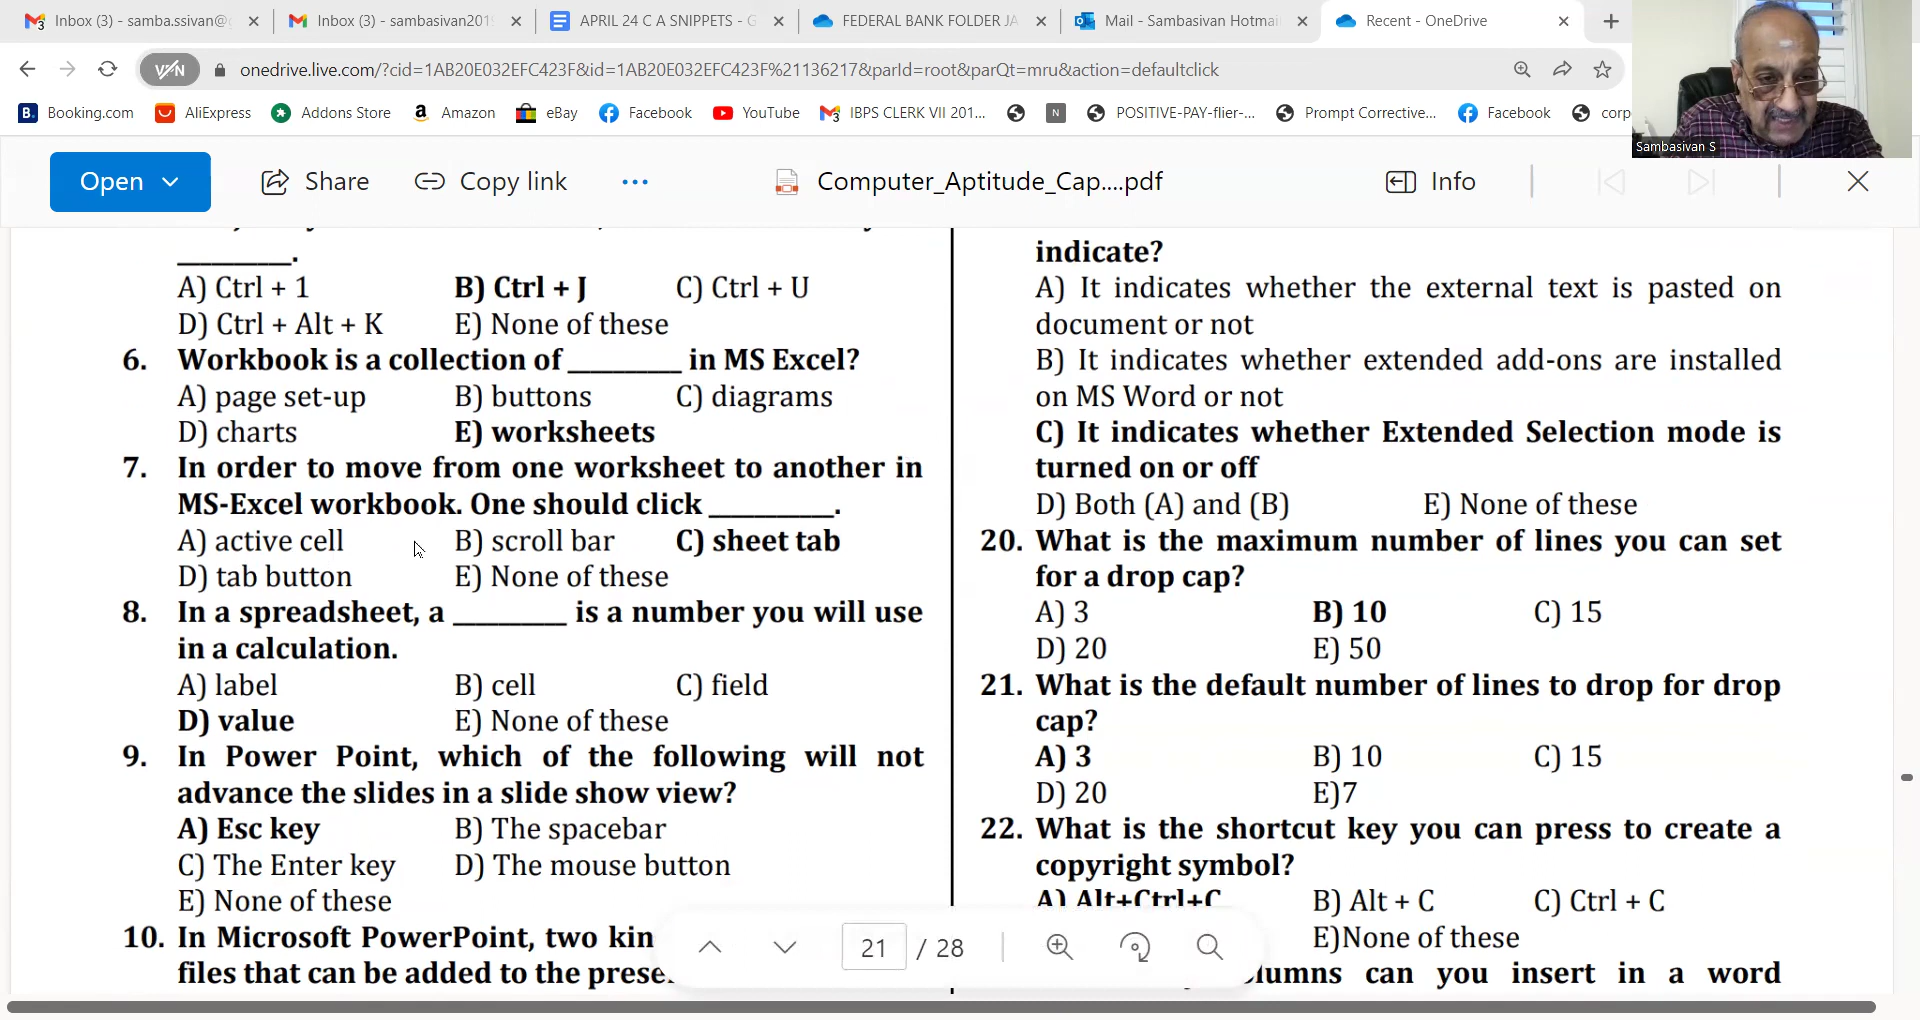 Inbox (3) - samba.ssivan@g
Inbox (3) - sambasivan201
APRIL 24 C A SNIPPETS - G
FEDERAL BANK FOLDER JA
Mail - Sambasivan Hotmai
Recent - OneDrive
VPN
onedrive.live.com/?cid=1AB20E032EFC423F&id=1AB20E032EFC423F%21136217&parId=root&parQt=mru&action=defaultclick
B. Booking.com
AliExpress
Addons Store
a Amazon
eBay
Facebook
YouTube
IBPS CLERK VII 201...
N
POSITIVE-PAY-flier-...
Prompt Corrective...
Facebook
corp
Sambasivan S
Open
Share
Copy link
...
Computer_Aptitude_Cap....pdf
Info
__________.
A) Ctrl + 1 B) Ctrl + J C) Ctrl + U
D) Ctrl + Alt + K E) None of these
6. Workbook is a collection of __________ in MS Excel?
A) page set-up B) buttons C) diagrams
D) charts E) worksheets
7. In order to move from one worksheet to another in
MS-Excel workbook. One should click ___________.
A) active cell B) scroll bar C) sheet tab
D) tab button E) None of these
8. In a spreadsheet, a __________ is a number you will use
in a calculation.
A) label B) cell C) field
D) value E) None of these
9. In Power Point, which of the following will not
advance the slides in a slide show view?
A) Esc key B) The spacebar
C) The Enter key D) The mouse button
E) None of these
10. In Microsoft PowerPoint, two kin
files that can be added to the prese
indicate?
A) It indicates whether the external text is pasted on
document or not
B) It indicates whether extended add-ons are installed
on MS Word or not
C) It indicates whether Extended Selection mode is
turned on or off
D) Both (A) and (B) E) None of these
20. What is the maximum number of lines you can set
for a drop cap?
A) 3 B) 10 C) 15
D) 20 E) 50
21. What is the default number of lines to drop for drop
cap?
A) 3 B) 10 C) 15
D) 20 E)7
22. What is the shortcut key you can press to create a
copyright symbol?
A) Alt+Ctrl+C B) Alt + C C) Ctrl + C
E)None of these
can you insert in a word
21 / 28